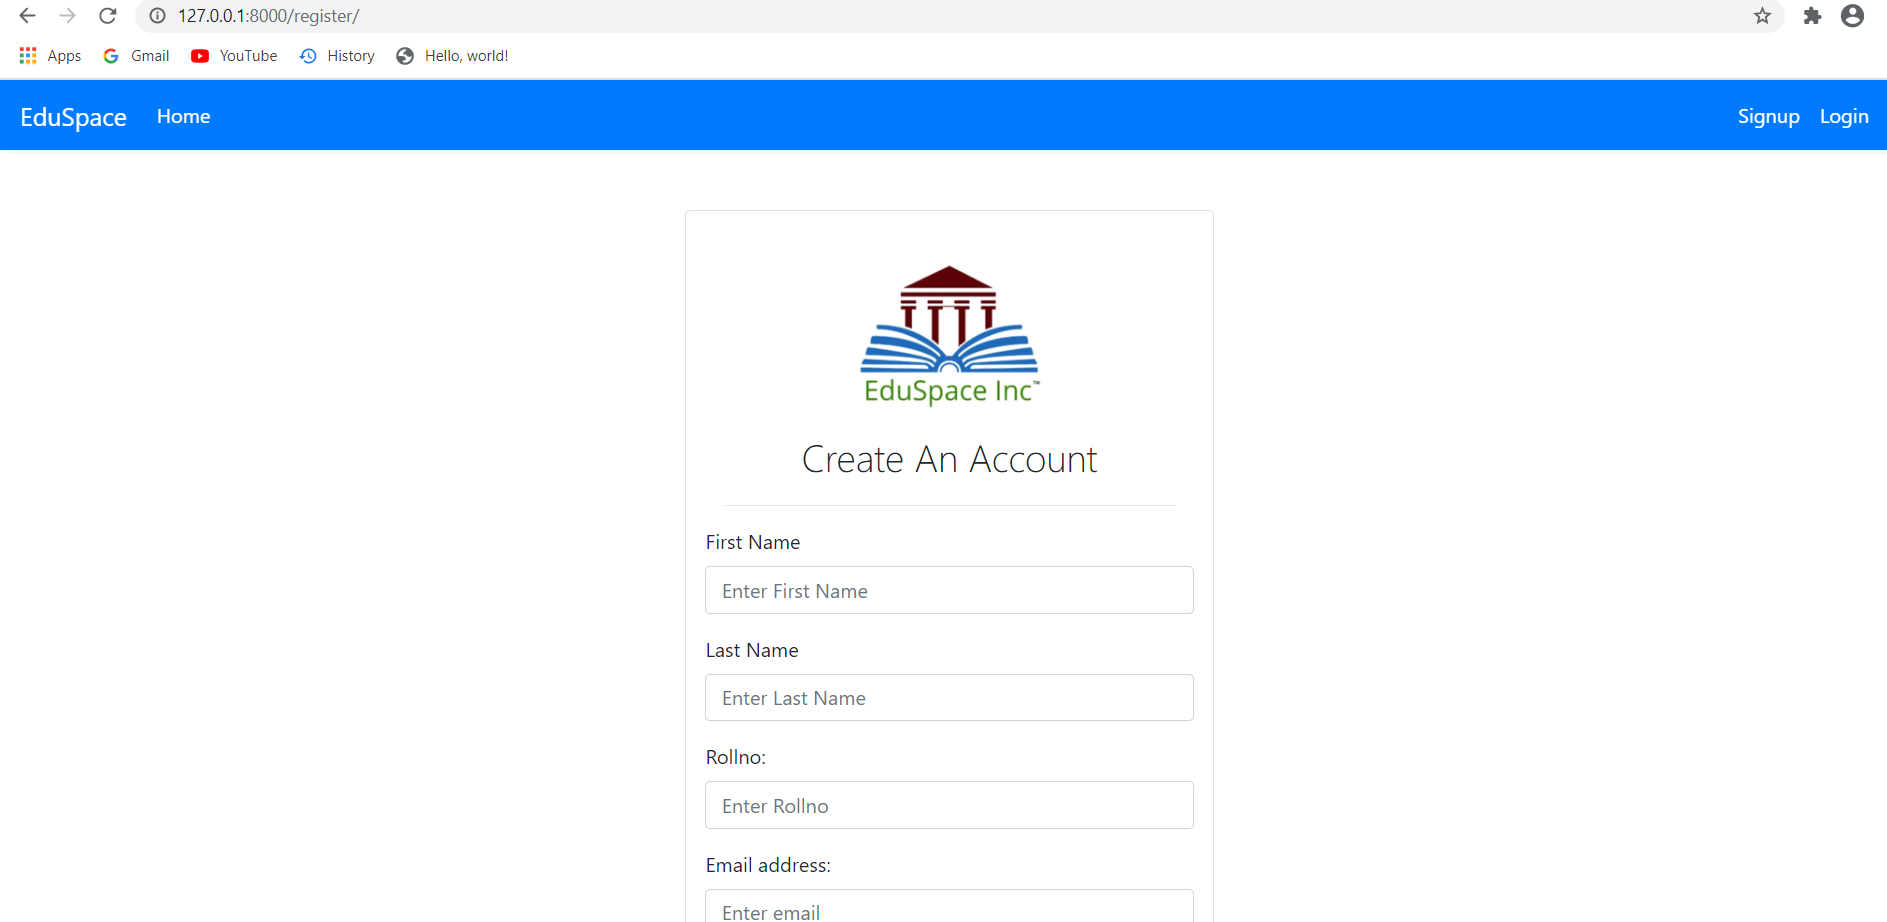 127.0.0.1:8000/register/
Apps Gmail YouTube History Hello, world!
EduSpace Home Signup Login
EduSpace Inc™
Create An Account
First Name
Enter First Name
Last Name
Enter Last Name
Rollno:
Enter Rollno
Email address:
Enter email